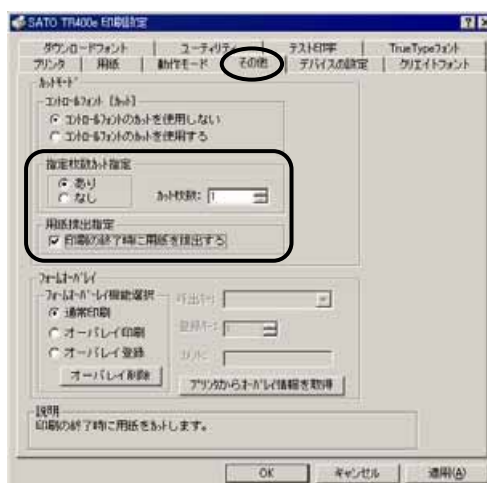 SATO TR400e 印刷設定
ダウンロードフォント ユーティリティ テスト印字 TrueTypeフォント
プリンタ 用紙 動作モード その他 デバイスの設定 クリエイトフォント
カットモード
コントロールフォント [カット]
コントロールフォントのカットを使用しない
コントロールフォントのカットを使用する
指定枚数カット指定
あり
なし
カット枚数: 1
用紙排出指定
印刷の終了時に用紙を排出する
フォームオーバレイ
フォームオーバーレイ機能選択
通常印刷
オーバレイ印刷
オーバレイ登録
オーバレイ削除
呼出キー:
登録キー: 1
プリンタからオーバレイ情報を取得
説明
印刷の終了時に用紙をカットします。
OK キャンセル 適用(A)